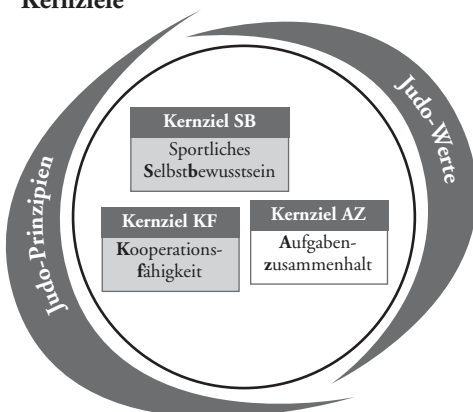 Kernziele
Judo-Werte
Kernziel SB
Sportliches
Selbstbewusstsein
Judo-Prinzipien
Kernziel KF
Kooperations-
fähigkeit
Kernziel AZ
Aufgaben-
zusammenhalt